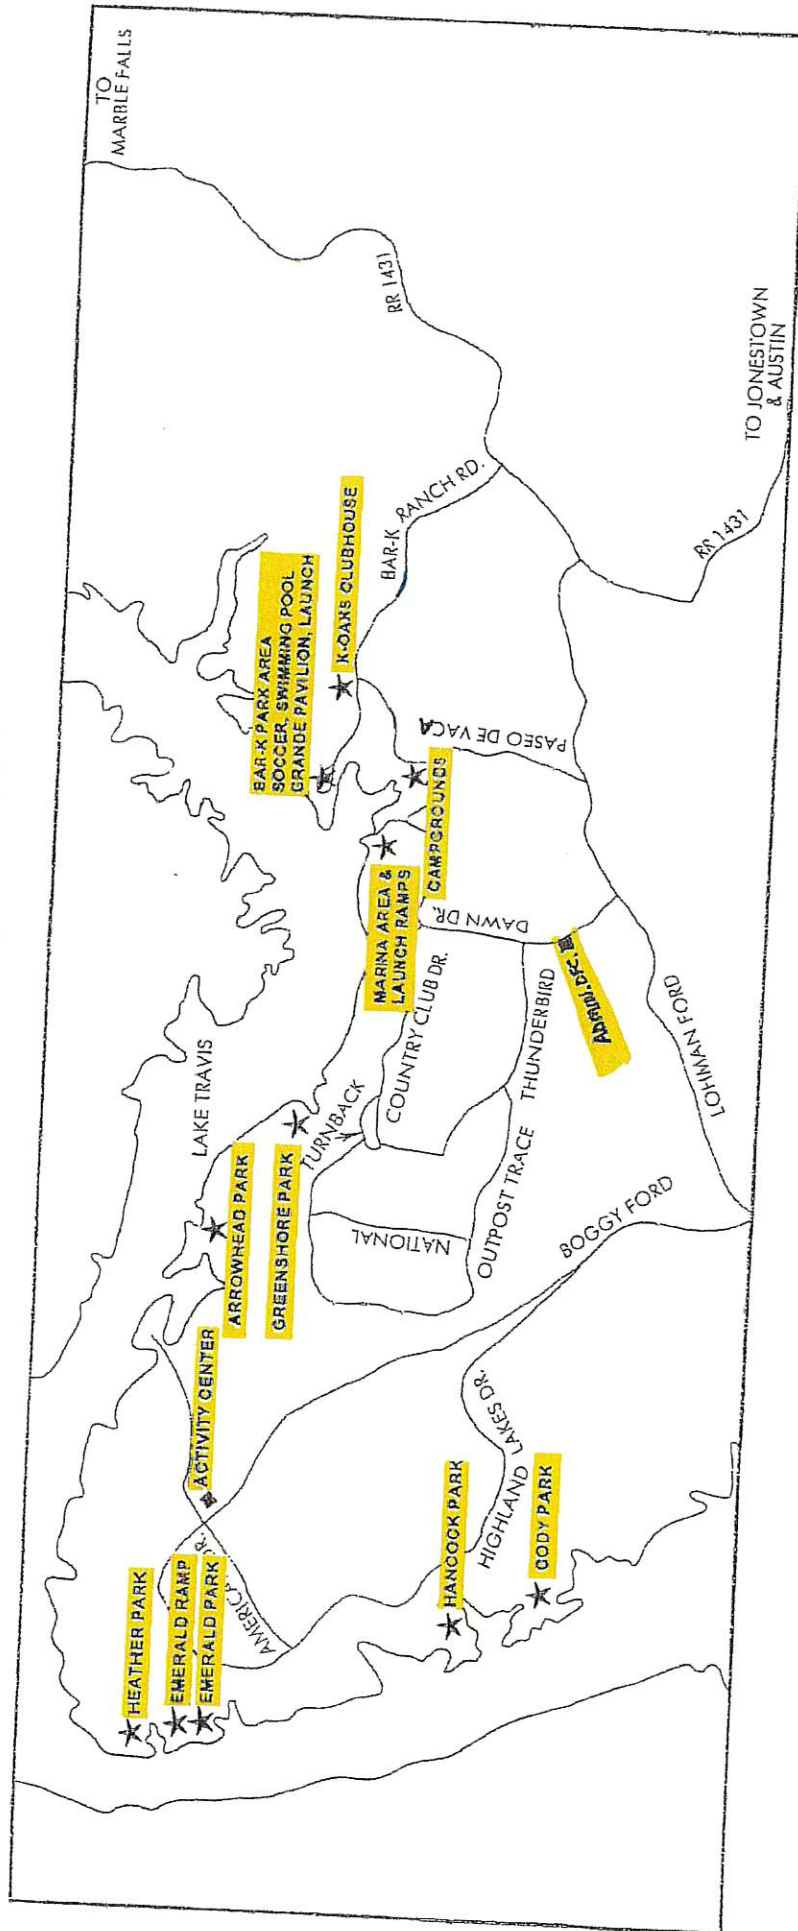 TO
MARBLE FALLS
RR 1431
TO JONESTOWN
& AUSTIN
RR 1431
BAR-K RANCH RD.
K-OAKS CLUBHOUSE
BAR-K PARK AREA
SOCCER, SWIMMING POOL
GRANDE PAVILION, LAUNCH
PASEO DE VACA
CAMPGROUNDS
MARINA AREA &
LAUNCH RAMPS
DAWN DR.
ADMIN. OFC.
COUNTRY CLUB DR.
THUNDERBIRD
LOHMAN FORD
LAKE TRAVIS
TURNBACK
ARROWHEAD PARK
GREENSHORE PARK
NATIONAL
OUTPOST TRACE
BOGGY FORD
ACTIVITY CENTER
HIGHLAND LAKES DR.
HANCOCK PARK
CODY PARK
AMERICAN DR.
HEATHER PARK
EMERALD RAMP
EMERALD PARK